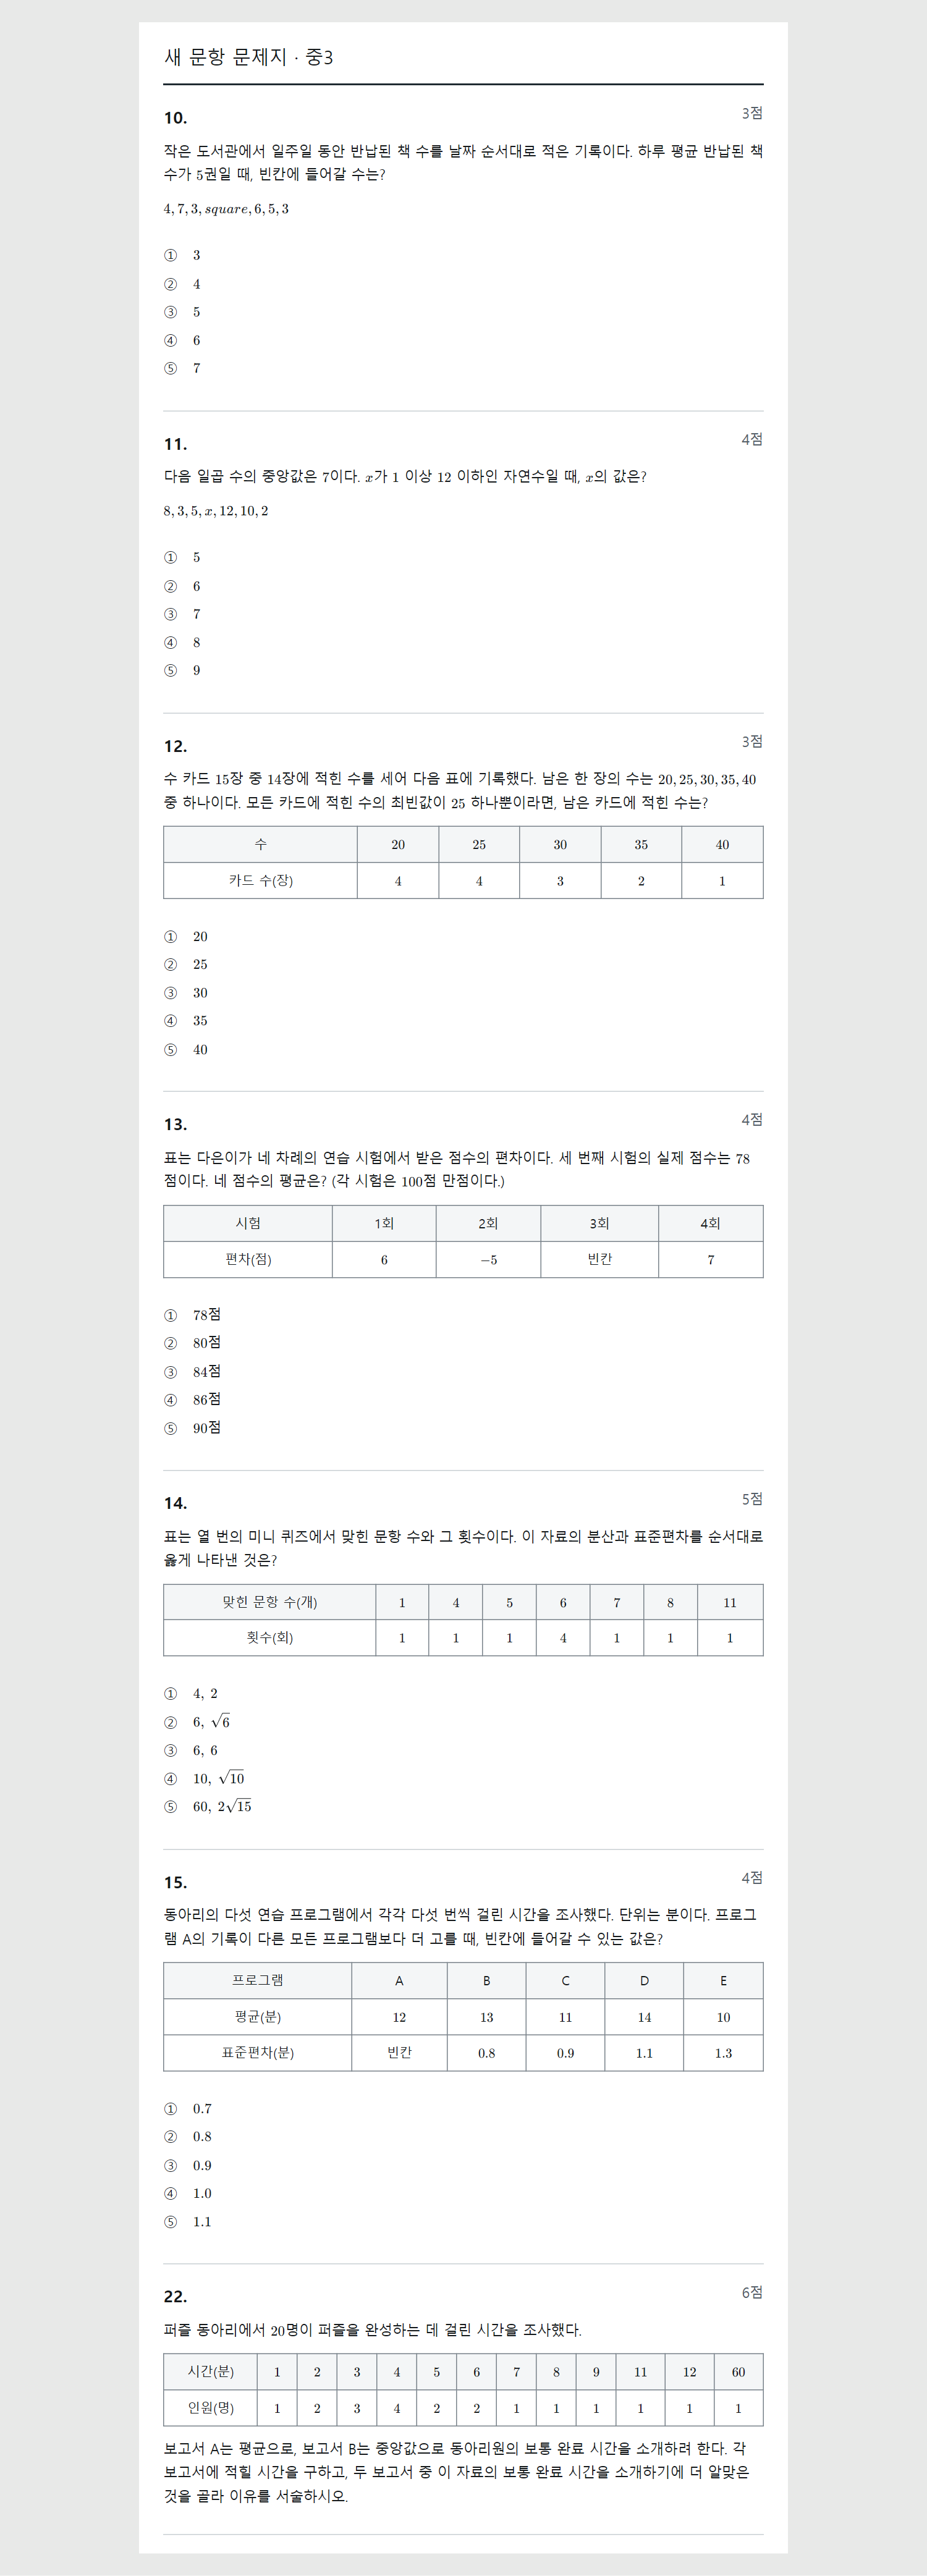 새 문항 문제지 · 중3
10.
3점
작은 도서관에서 일주일 동안 반납된 책 수를 날짜 순서대로 적은 기록이다. 하루 평균 반납된 책
수가 5권일 때, 빈칸에 들어갈 수는?
4, 7, 3, square, 6, 5, 3
① 3
② 4
③ 5
④ 6
⑤ 7
11.
4점
다음 일곱 수의 중앙값은 7이다. x가 1 이상 12 이하인 자연수일 때, x의 값은?
8, 3, 5, x, 12, 10, 2
① 5
② 6
③ 7
④ 8
⑤ 9
12.
3점
수 카드 15장 중 14장에 적힌 수를 세어 다음 표에 기록했다. 남은 한 장의 수는 20, 25, 30, 35, 40
중 하나이다. 모든 카드에 적힌 수의 최빈값이 25 하나뿐이라면, 남은 카드에 적힌 수는?
수 20 25 30 35 40
카드 수(장) 4 4 3 2 1
① 20
② 25
③ 30
④ 35
⑤ 40
13.
4점
표는 다은이가 네 차례의 연습 시험에서 받은 점수의 편차이다. 세 번째 시험의 실제 점수는 78
점이다. 네 점수의 평균은? (각 시험은 100점 만점이다.)
시험 1회 2회 3회 4회
편차(점) 6 −5 빈칸 7
① 78점
② 80점
③ 84점
④ 86점
⑤ 90점
14.
5점
표는 열 번의 미니 퀴즈에서 맞힌 문항 수와 그 횟수이다. 이 자료의 분산과 표준편차를 순서대로
옳게 나타낸 것은?
맞힌 문항 수(개) 1 4 5 6 7 8 11
횟수(회) 1 1 1 4 1 1 1
① 4, 2
② 6, √6
③ 6, 6
④ 10, √10
⑤ 60, 2√15
15.
4점
동아리의 다섯 연습 프로그램에서 각각 다섯 번씩 걸린 시간을 조사했다. 단위는 분이다. 프로그
램 A의 기록이 다른 모든 프로그램보다 더 고를 때, 빈칸에 들어갈 수 있는 값은?
프로그램 A B C D E
평균(분) 12 13 11 14 10
표준편차(분) 빈칸 0.8 0.9 1.1 1.3
① 0.7
② 0.8
③ 0.9
④ 1.0
⑤ 1.1
22.
6점
퍼즐 동아리에서 20명이 퍼즐을 완성하는 데 걸린 시간을 조사했다.
시간(분) 1 2 3 4 5 6 7 8 9 11 12 60
인원(명) 1 2 3 4 2 2 1 1 1 1 1 1
보고서 A는 평균으로, 보고서 B는 중앙값으로 동아리원의 보통 완료 시간을 소개하려 한다. 각
보고서에 적힐 시간을 구하고, 두 보고서 중 이 자료의 보통 완료 시간을 소개하기에 더 알맞은
것을 골라 이유를 서술하시오.